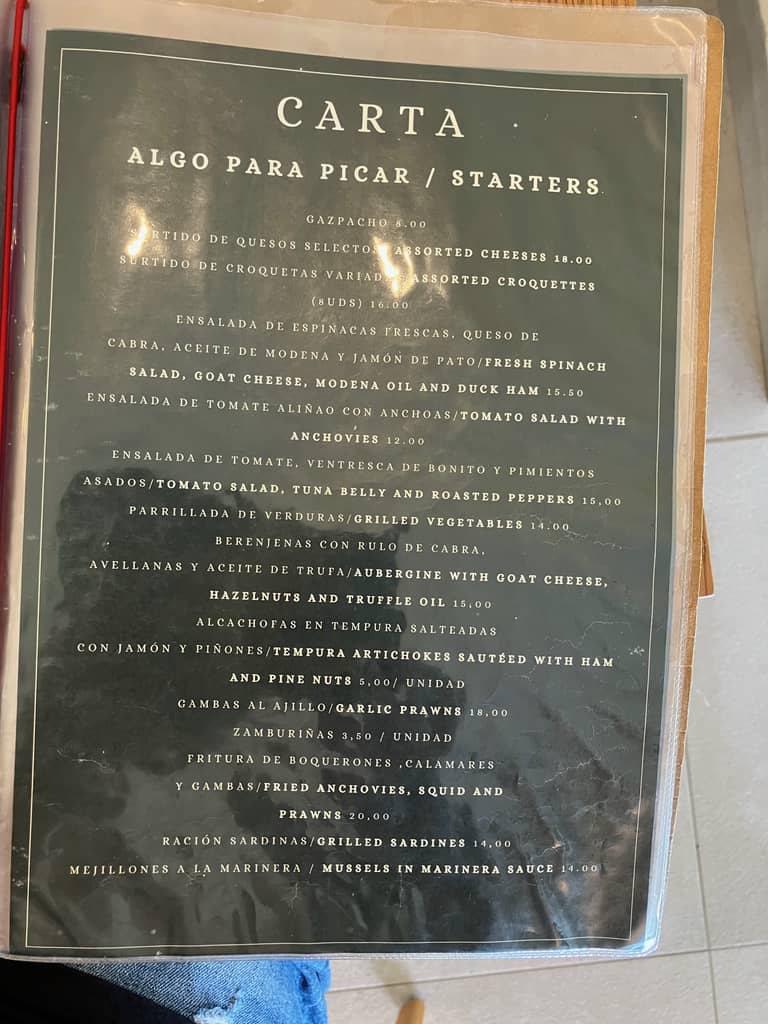 CARTA
ALGO PARA PICAR / STARTERS
GAZPACHO 8.00
SURTIDO DE QUESOS SELECTOS/ASSORTED CHEESES 18.00
SURTIDO DE CROQUETAS VARIADAS/ASSORTED CROQUETTES
(8UDS) 16.00
ENSALADA DE ESPINACAS FRESCAS, QUESO DE
CABRA, ACEITE DE MODENA Y JAMÓN DE PATO/FRESH SPINACH
SALAD, GOAT CHEESE, MODENA OIL AND DUCK HAM 15.50
ENSALADA DE TOMATE ALIÑAO CON ANCHOAS/TOMATO SALAD WITH
ANCHOVIES 12.00
ENSALADA DE TOMATE, VENTRESCA DE BONITO Y PIMIENTOS
ASADOS/TOMATO SALAD, TUNA BELLY AND ROASTED PEPPERS 15,00
PARRILLADA DE VERDURAS/GRILLED VEGETABLES 14.00
BERENJENAS CON RULO DE CABRA,
AVELLANAS Y ACEITE DE TRUFA/AUBERGINE WITH GOAT CHEESE,
HAZELNUTS AND TRUFFLE OIL 15,00
ALCACHOFAS EN TEMPURA SALTEADAS
CON JAMÓN Y PIÑONES/TEMPURA ARTICHOKES SAUTÉED WITH HAM
AND PINE NUTS 5,00/ UNIDAD
GAMBAS AL AJILLO/GARLIC PRAWNS 18,00
ZAMBURIÑAS 3,50 / UNIDAD
FRITURA DE BOQUERONES ,CALAMARES
Y GAMBAS/FRIED ANCHOVIES, SQUID AND
PRAWNS 20,00
RACIÓN SARDINAS/GRILLED SARDINES 14,00
MEJILLONES A LA MARINERA / MUSSELS IN MARINERA SAUCE 14.00